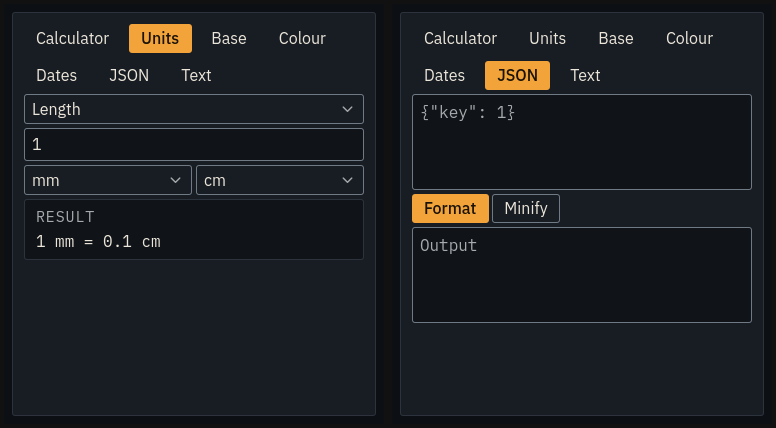 Calculator Units Base Colour
Dates JSON Text
Length
1
mm cm
RESULT
1 mm = 0.1 cm
Calculator Units Base Colour
Dates JSON Text
{"key": 1}
Format Minify
Output